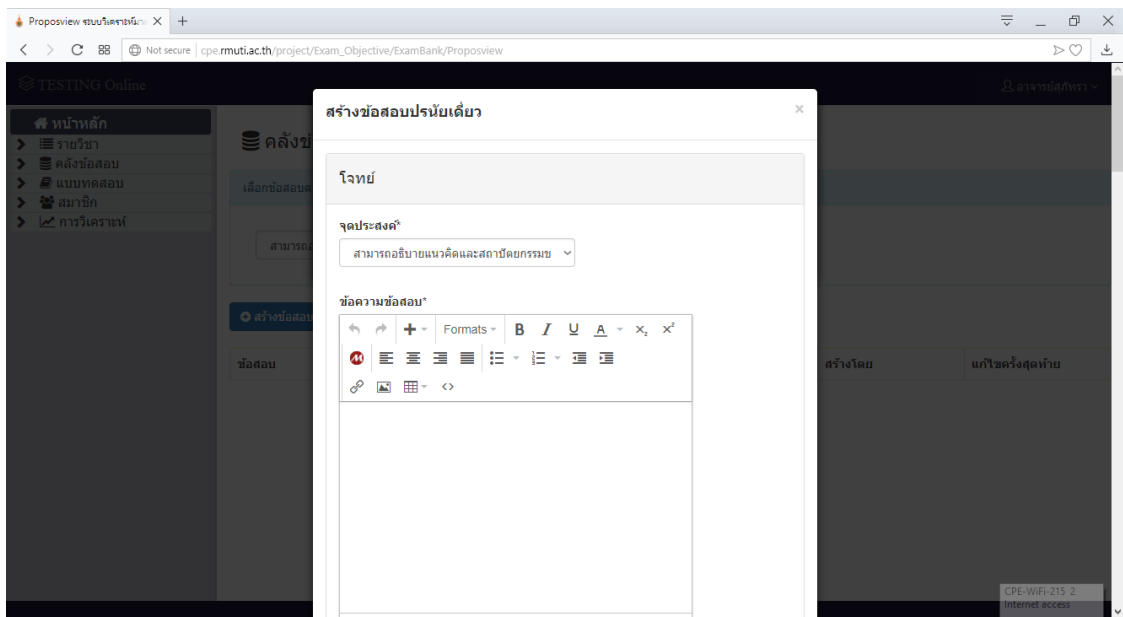 Proposview ระบบวิเคราะห์
Not secure cpe.rmuti.ac.th/project/Exam_Objective/ExamBank/Proposview
TESTING Online
อาจารย์สุภัทรา
หน้าหลัก
รายวิชา
คลังข้อสอบ
แบบทดสอบ
สมาชิก
การวิเคราะห์
คลังข้
เลือกข้อสอบ
สามารถ
สร้างข้อสอบ
ข้อสอบ
สร้างโดย
แก้ไขครั้งสุดท้าย
สร้างข้อสอบปรนัยเดี่ยว
โจทย์
จุดประสงค์*
สามารถอธิบายแนวคิดและสถาปัตยกรรมข
ข้อความข้อสอบ*
Formats B I U A X₂ X²
CPE-WiFi-215 2
Internet access